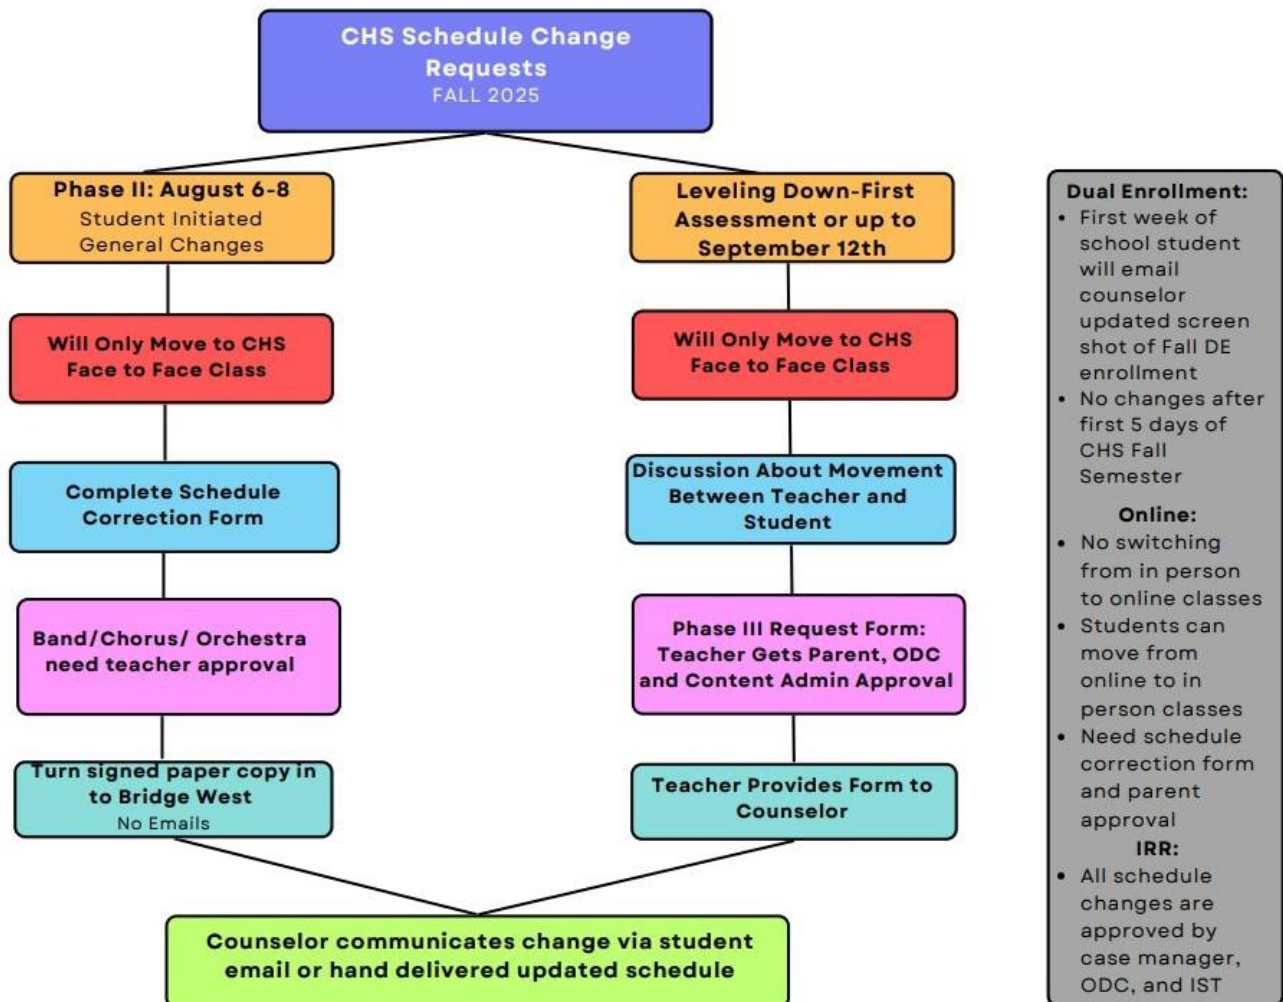 CHS Schedule Change
Requests
FALL 2025
Phase II: August 6-8
Student Initiated
General Changes
Will Only Move to CHS
Face to Face Class
Complete Schedule
Correction Form
Band/Chorus/ Orchestra
need teacher approval
Turn signed paper copy in
to Bridge West
No Emails
Leveling Down-First
Assessment or up to
September 12th
Will Only Move to CHS
Face to Face Class
Discussion About Movement
Between Teacher and
Student
Phase III Request Form:
Teacher Gets Parent, ODC
and Content Admin Approval
Teacher Provides Form to
Counselor
Counselor communicates change via student
email or hand delivered updated schedule
Dual Enrollment:
• First week of
school student
will email
counselor
updated screen
shot of Fall DE
enrollment
• No changes after
first 5 days of
CHS Fall
Semester
Online:
• No switching
from in person
to online classes
• Students can
move from
online to in
person classes
• Need schedule
correction form
and parent
approval
IRR:
• All schedule
changes are
approved by
case manager,
ODC, and IST